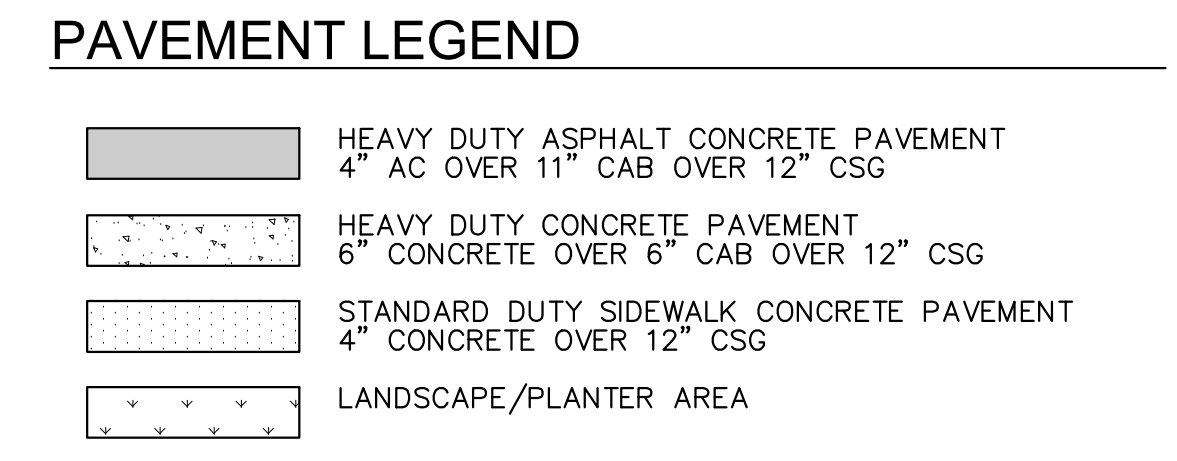 PAVEMENT LEGEND
HEAVY DUTY ASPHALT CONCRETE PAVEMENT
4” AC OVER 11” CAB OVER 12” CSG
HEAVY DUTY CONCRETE PAVEMENT
6” CONCRETE OVER 6” CAB OVER 12” CSG
STANDARD DUTY SIDEWALK CONCRETE PAVEMENT
4” CONCRETE OVER 12” CSG
LANDSCAPE/PLANTER AREA